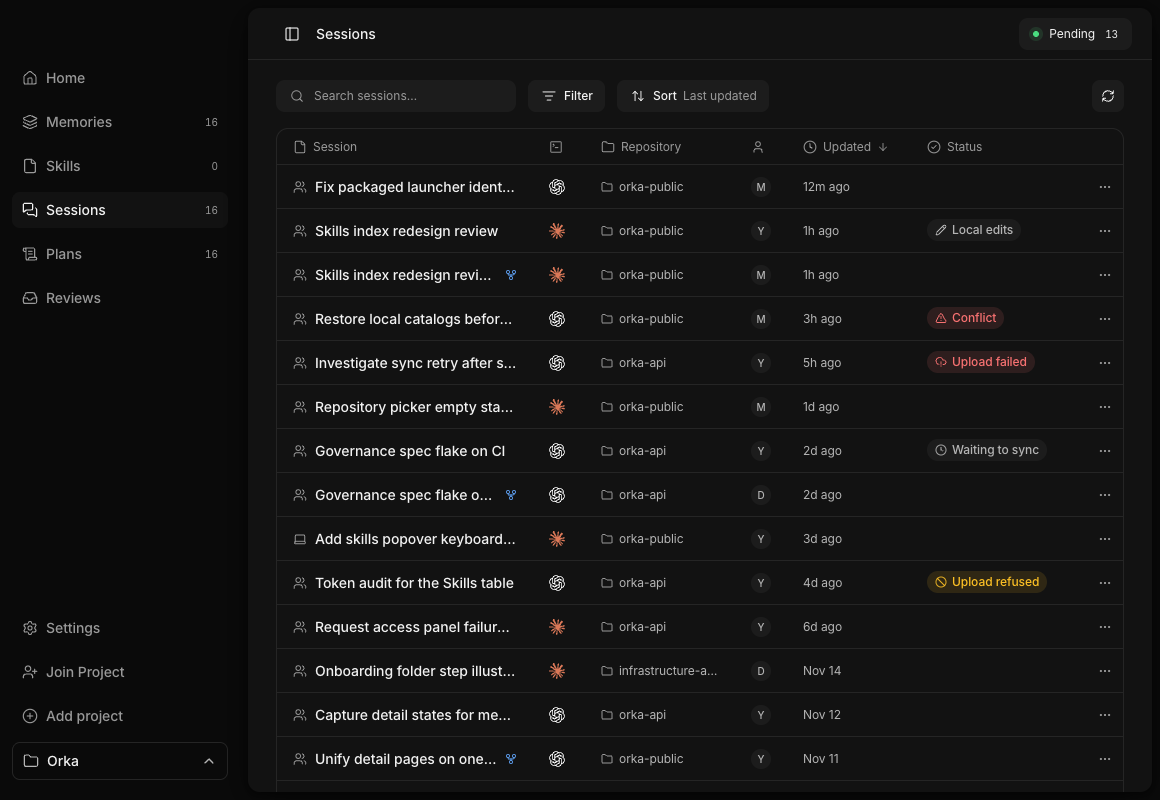 Sessions
Pending 13
Home
Memories 16
Skills 0
Sessions 16
Plans 16
Reviews
Settings
Join Project
Add project
Orka
Search sessions...
Filter
Sort Last updated
Session Repository Updated Status
Fix packaged launcher ident... orka-public M 12m ago
Skills index redesign review orka-public Y 1h ago Local edits
Skills index redesign revi... orka-public M 1h ago
Restore local catalogs befor... orka-public M 3h ago Conflict
Investigate sync retry after s... orka-api Y 5h ago Upload failed
Repository picker empty sta... orka-public M 1d ago
Governance spec flake on CI orka-api Y 2d ago Waiting to sync
Governance spec flake o... orka-api D 2d ago
Add skills popover keyboard... orka-public Y 3d ago
Token audit for the Skills table orka-api Y 4d ago Upload refused
Request access panel failur... orka-api Y 6d ago
Onboarding folder step illust... infrastructure-a... D Nov 14
Capture detail states for me... orka-api Y Nov 12
Unify detail pages on one... orka-public Y Nov 11